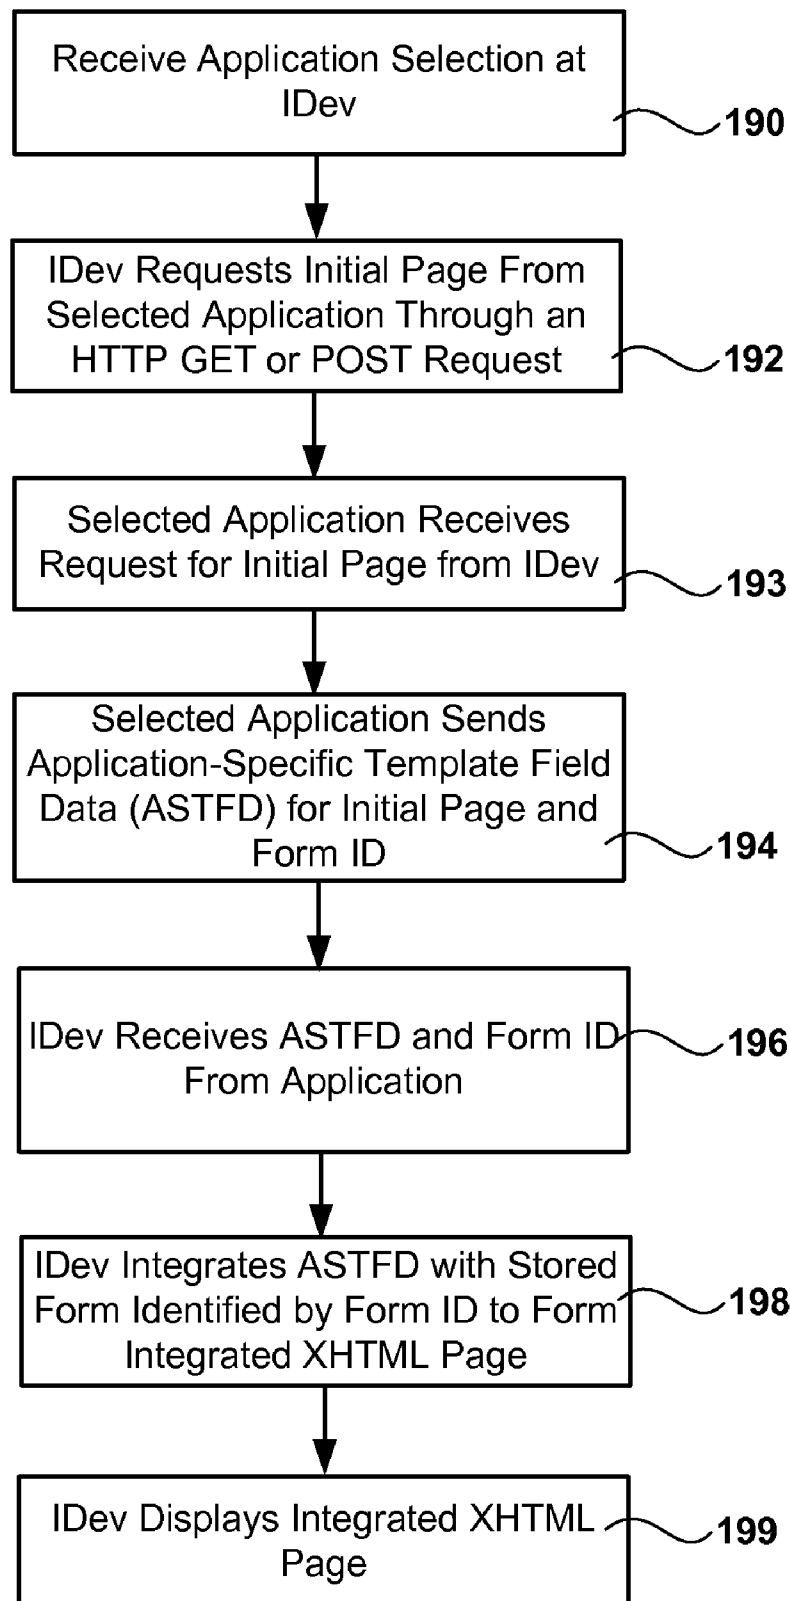 Receive Application Selection at
IDev
190
IDev Requests Initial Page From
Selected Application Through an
HTTP GET or POST Request
192
Selected Application Receives
Request for Initial Page from IDev
193
Selected Application Sends
Application-Specific Template Field
Data (ASTFD) for Initial Page and
Form ID
194
IDev Receives ASTFD and Form ID
From Application
196
IDev Integrates ASTFD with Stored
Form Identified by Form ID to Form
Integrated XHTML Page
198
IDev Displays Integrated XHTML
Page
199